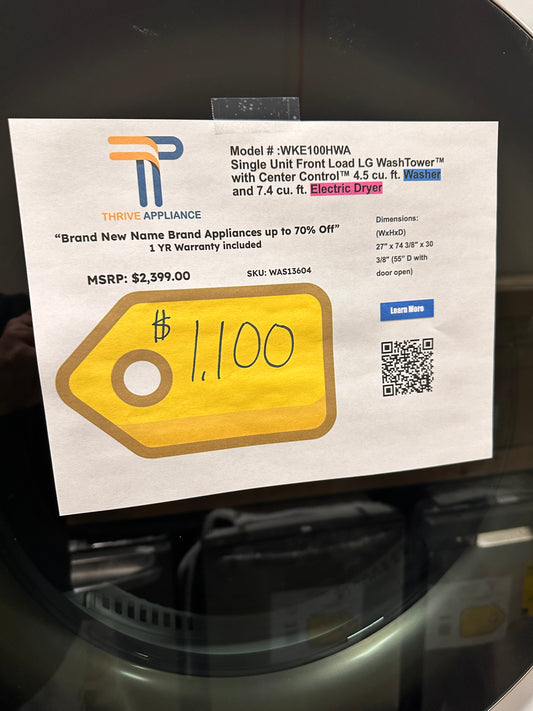 Model # :WKE100HWA
Single Unit Front Load LG WashTower™
with Center Control™ 4.5 cu. ft. Washer
and 7.4 cu. ft. Electric Dryer
THRIVE APPLIANCE
“Brand New Name Brand Appliances up to 70% Off”
1 YR Warranty included
MSRP: $2,399.00
SKU: WAS13604
Dimensions:
(WxHxD)
27" x 74 3/8" x 30
3/8" (55" D with
door open)
Learn More
$ 1,100